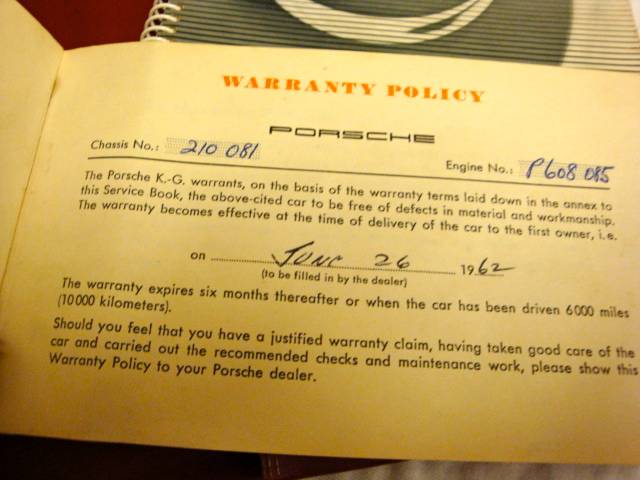 WARRANTY POLICY
PORSCHE
Chassis No.: 210 081
Engine No.: P608 085
The Porsche K.-G. warrants, on the basis of the warranty terms laid down in the annex to
this Service Book, the above-cited car to be free of defects in material and workmanship.
The warranty becomes effective at the time of delivery of the car to the first owner, i.e.
on June 26 1962
(to be filled in by the dealer)
The warranty expires six months thereafter or when the car has been driven 6000 miles
(10 000 kilometers).
Should you feel that you have a justified warranty claim, having taken good care of the
car and carried out the recommended checks and maintenance work, please show this
Warranty Policy to your Porsche dealer.